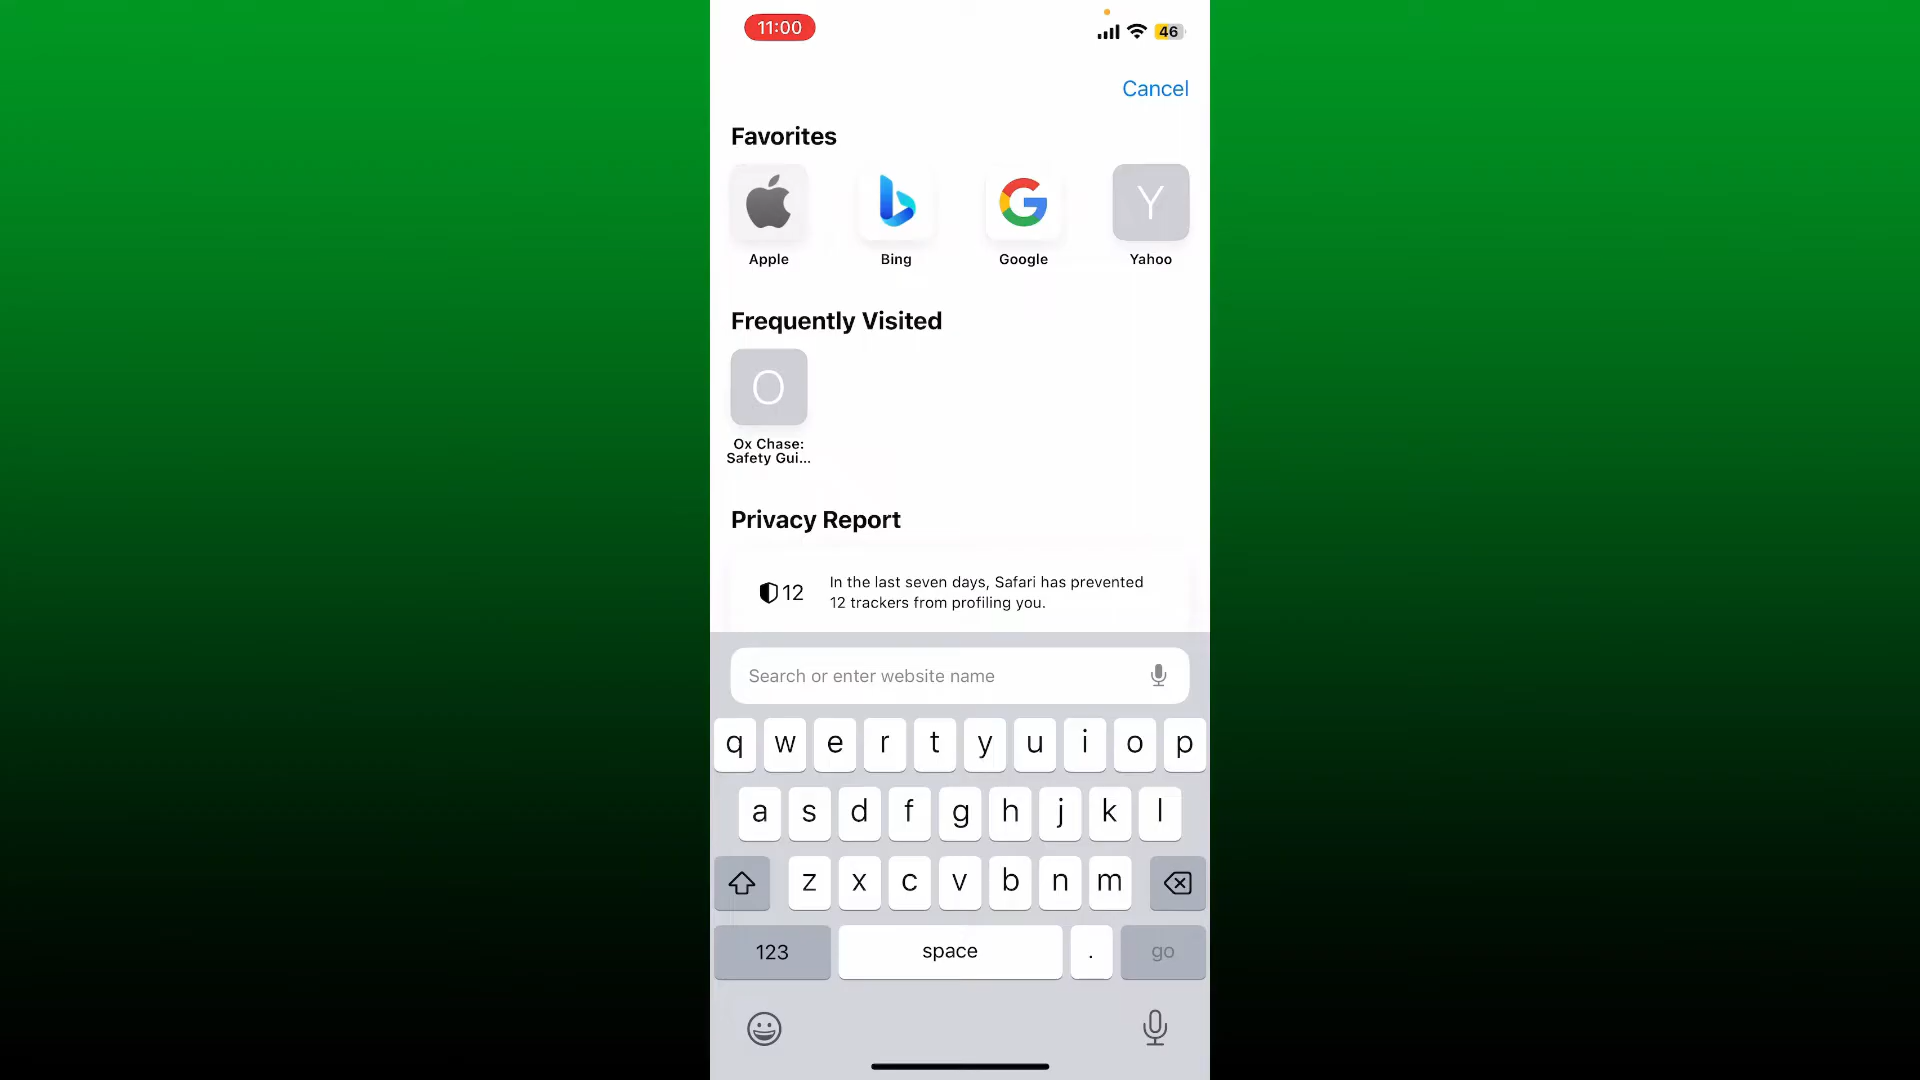 11:00
46
Cancel
Favorites
Y
Apple
Bing
Google
Yahoo
Frequently Visited
O
Ox Chase:
Safety Gui...
Privacy Report
12
In the last seven days, Safari has prevented
12 trackers from profiling you.
Search or enter website name
q w e r t y u i o p
a s d f g h j k l
z x c v b n m
123 space . go